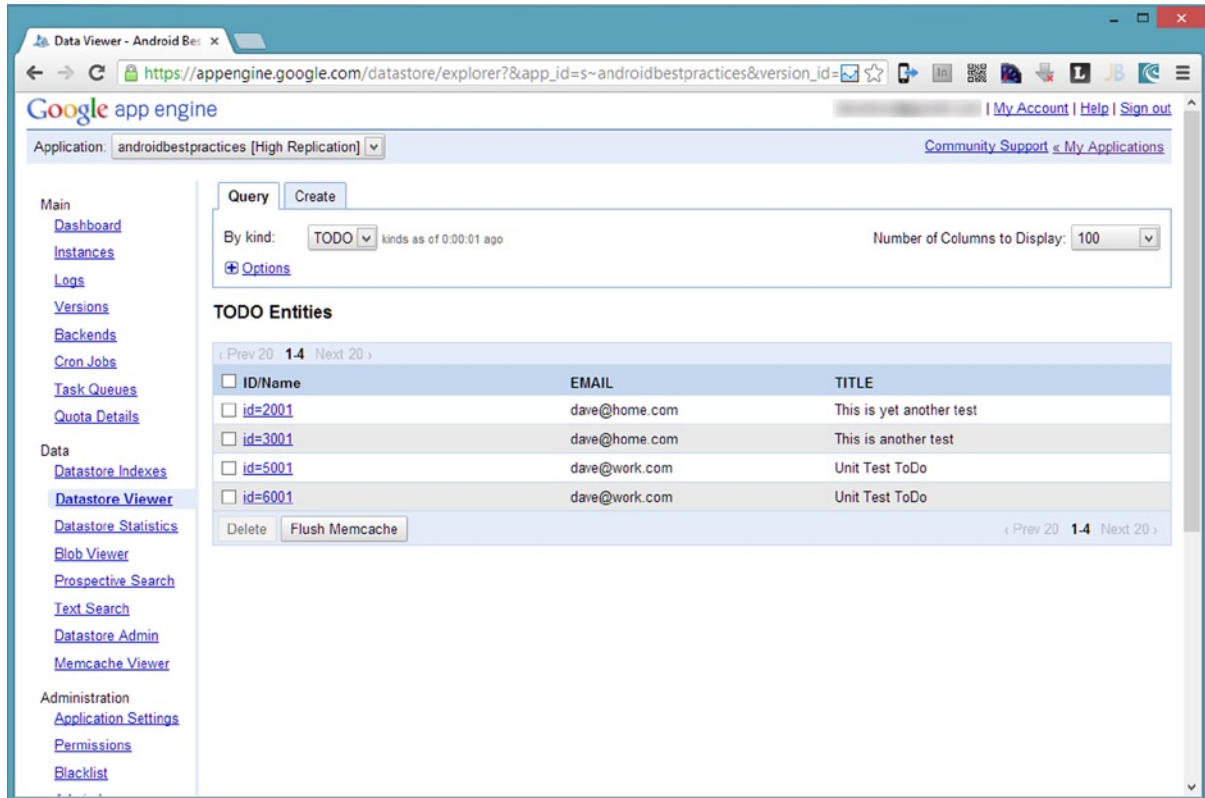 Data Viewer - Android Bes
https://appengine.google.com/datastore/explorer?&app_id=s~androidbestpractices&version_id=
Google app engine
| My Account | Help | Sign out
Application: androidbestpractices [High Replication]
Community Support « My Applications
Main
Dashboard
Instances
Logs
Versions
Backends
Cron Jobs
Task Queues
Quota Details
Data
Datastore Indexes
Datastore Viewer
Datastore Statistics
Blob Viewer
Prospective Search
Text Search
Datastore Admin
Memcache Viewer
Administration
Application Settings
Permissions
Blacklist
Query Create
By kind: TODO kinds as of 0:00:01 ago
Number of Columns to Display: 100
Options
TODO Entities
‹ Prev 20 1-4 Next 20 ›
ID/Name EMAIL TITLE
id=2001 dave@home.com This is yet another test
id=3001 dave@home.com This is another test
id=5001 dave@work.com Unit Test ToDo
id=6001 dave@work.com Unit Test ToDo
Delete Flush Memcache
‹ Prev 20 1-4 Next 20 ›